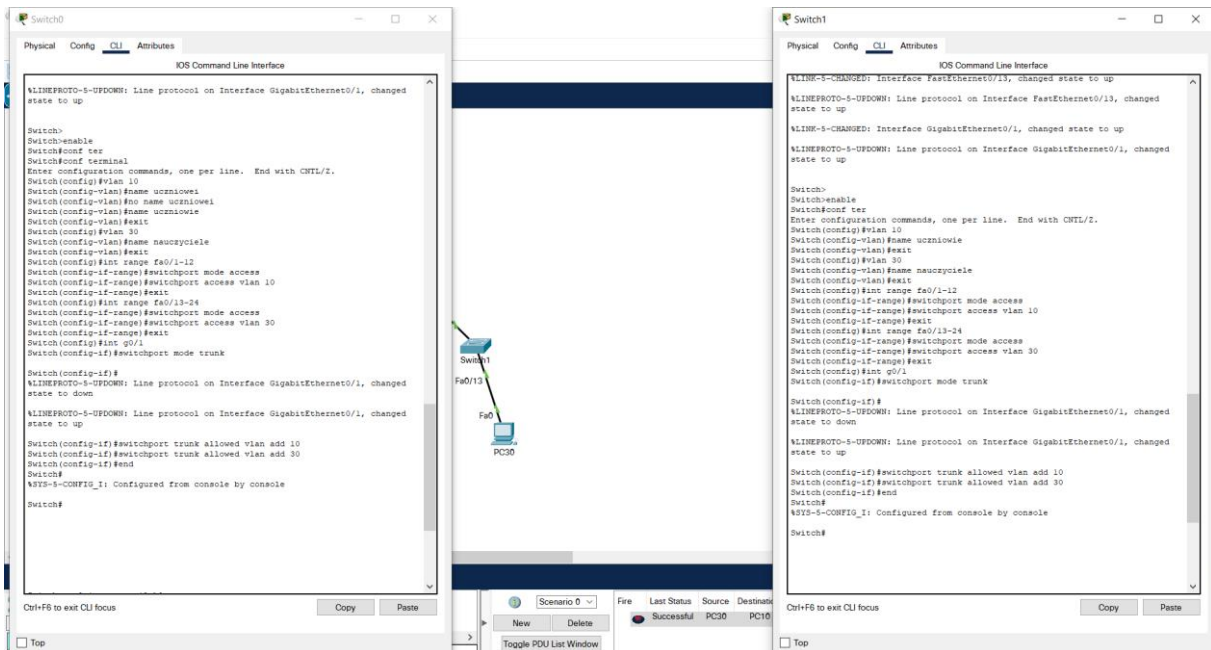 Switch0
Physical Config CLI Attributes
IOS Command Line Interface
%LINEPROTO-5-UPDOWN: Line protocol on Interface GigabitEthernet0/1, changed
state to up
Switch>
Switch>enable
Switch#conf ter
Switch#conf terminal
Enter configuration commands, one per line. End with CNTL/Z.
Switch(config)#vlan 10
Switch(config-vlan)#name uczniowei
Switch(config-vlan)#no name uczniowei
Switch(config-vlan)#name uczniowie
Switch(config-vlan)#exit
Switch(config)#vlan 30
Switch(config-vlan)#name nauczyciele
Switch(config-vlan)#exit
Switch(config)#int range fa0/1-12
Switch(config-if-range)#switchport mode access
Switch(config-if-range)#switchport access vlan 10
Switch(config-if-range)#exit
Switch(config)#int range fa0/13-24
Switch(config-if-range)#switchport mode access
Switch(config-if-range)#switchport access vlan 30
Switch(config-if-range)#exit
Switch(config)#int g0/1
Switch(config-if)#switchport mode trunk
Switch(config-if)#
%LINEPROTO-5-UPDOWN: Line protocol on Interface GigabitEthernet0/1, changed
state to down
%LINEPROTO-5-UPDOWN: Line protocol on Interface GigabitEthernet0/1, changed
state to up
Switch(config-if)#switchport trunk allowed vlan add 10
Switch(config-if)#switchport trunk allowed vlan add 30
Switch(config-if)#end
Switch#
%SYS-5-CONFIG_I: Configured from console by console
Switch#
Ctrl+F6 to exit CLI focus Copy Paste
Top
Switch1
Fa0/13
Fa0
PC30
Scenario 0 Fire Last Status Source Destinatio
New Delete Successful PC30 PC10
Toggle PDU List Window
Switch1
Physical Config CLI Attributes
IOS Command Line Interface
%LINK-5-CHANGED: Interface FastEthernet0/13, changed state to up
%LINEPROTO-5-UPDOWN: Line protocol on Interface FastEthernet0/13, changed
state to up
%LINK-5-CHANGED: Interface GigabitEthernet0/1, changed state to up
%LINEPROTO-5-UPDOWN: Line protocol on Interface GigabitEthernet0/1, changed
state to up
Switch>
Switch>enable
Switch#conf ter
Enter configuration commands, one per line. End with CNTL/Z.
Switch(config)#vlan 10
Switch(config-vlan)#name uczniowie
Switch(config-vlan)#exit
Switch(config)#vlan 30
Switch(config-vlan)#name nauczyciele
Switch(config-vlan)#exit
Switch(config)#int range fa0/1-12
Switch(config-if-range)#switchport mode access
Switch(config-if-range)#switchport access vlan 10
Switch(config-if-range)#exit
Switch(config)#int range fa0/13-24
Switch(config-if-range)#switchport mode access
Switch(config-if-range)#switchport access vlan 30
Switch(config-if-range)#exit
Switch(config)#int g0/1
Switch(config-if)#switchport mode trunk
Switch(config-if)#
%LINEPROTO-5-UPDOWN: Line protocol on Interface GigabitEthernet0/1, changed
state to down
%LINEPROTO-5-UPDOWN: Line protocol on Interface GigabitEthernet0/1, changed
state to up
Switch(config-if)#switchport trunk allowed vlan add 10
Switch(config-if)#switchport trunk allowed vlan add 30
Switch(config-if)#end
Switch#
%SYS-5-CONFIG_I: Configured from console by console
Switch#
Ctrl+F6 to exit CLI focus Copy Paste
Top